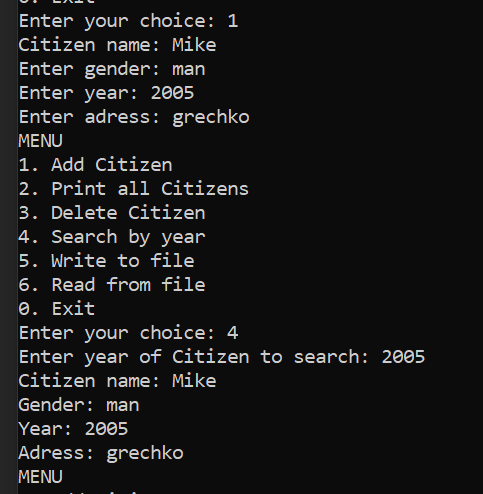 0. Exit
Enter your choice: 1
Citizen name: Mike
Enter gender: man
Enter year: 2005
Enter adress: grechko
MENU
1. Add Citizen
2. Print all Citizens
3. Delete Citizen
4. Search by year
5. Write to file
6. Read from file
0. Exit
Enter your choice: 4
Enter year of Citizen to search: 2005
Citizen name: Mike
Gender: man
Year: 2005
Adress: grechko
MENU